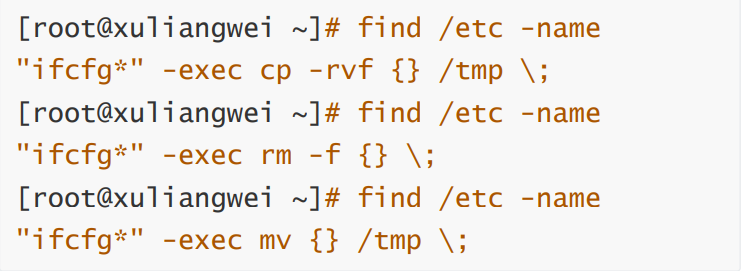 [root@xuliangwei ~]# find /etc -name
"ifcfg*" -exec cp -rvf {} /tmp \;
[root@xuliangwei ~]# find /etc -name
"ifcfg*" -exec rm -f {} \;
[root@xuliangwei ~]# find /etc -name
"ifcfg*" -exec mv {} /tmp \;